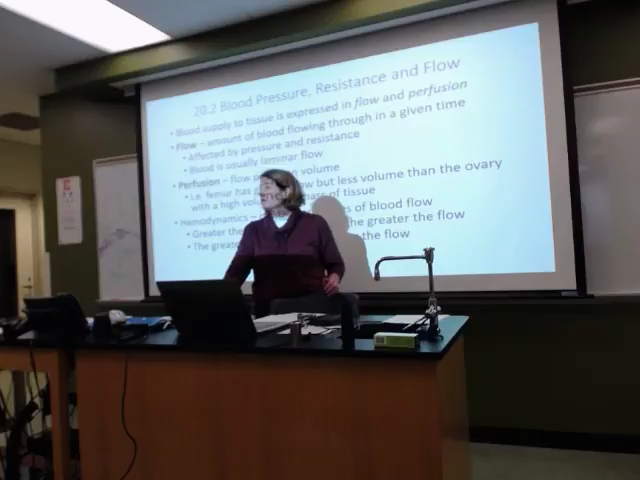 20.2 Blood Pressure, Resistance and Flow
• Blood supply to tissue is expressed in flow and perfusion
• Flow – amount of blood flowing through in a given time
• Affected by pressure and resistance
• Blood is usually laminar flow
• Perfusion – flow volume
• i.e. femur has but less volume than the ovary
with a high of tissue
• Hemodynamics – of blood flow
• Greater the the greater the flow
• The the flow